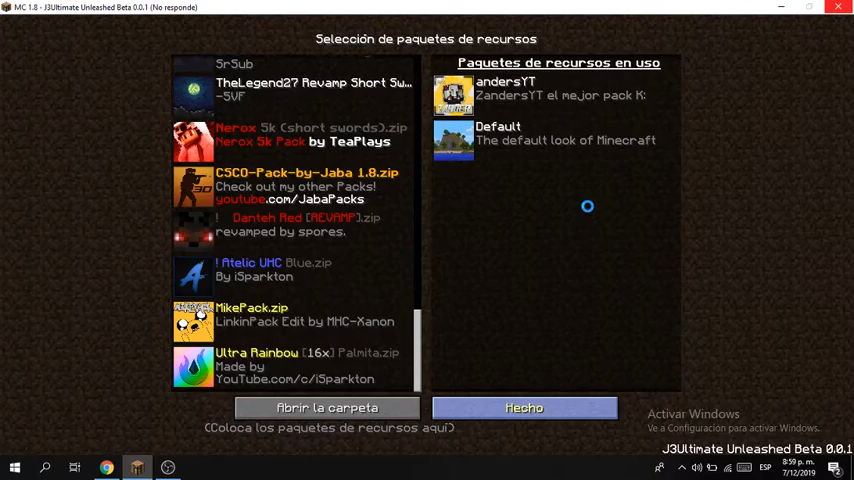 MC 1.8 - J3Ultimate Unleashed Beta 0.0.1 (No responde)
Selección de paquetes de recursos
Paquetes de recursos en uso
5rSub
TheLegend27 Revamp Short Sw...
-5VF
Nerox 5k (short swords).zip
Nerox 5k Pack by TeaPlays
CSCO-Pack-by-Jaba 1.8.zip
Check out my other Packs!
youtube.com/JabaPacks
! Danteh Red [REVAMP].zip
revamped by spores.
! Atelic UHC Blue.zip
By iSparkton
MikePack.zip
LinkinPack Edit by MHC-Xanon
Ultra Rainbow [16x] Palmita.zip
Made by
YouTube.com/c/iSparkton
andersYT
ZandersYT el mejor pack K:
Default
The default look of Minecraft
Abrir la carpeta
Hecho
(Coloca los paquetes de recursos aquí)
Activar Windows
Ve a Configuración para activar Windows.
J3Ultimate Unleashed Beta 0.0.1
ESP
8:59 p. m.
7/12/2019
2